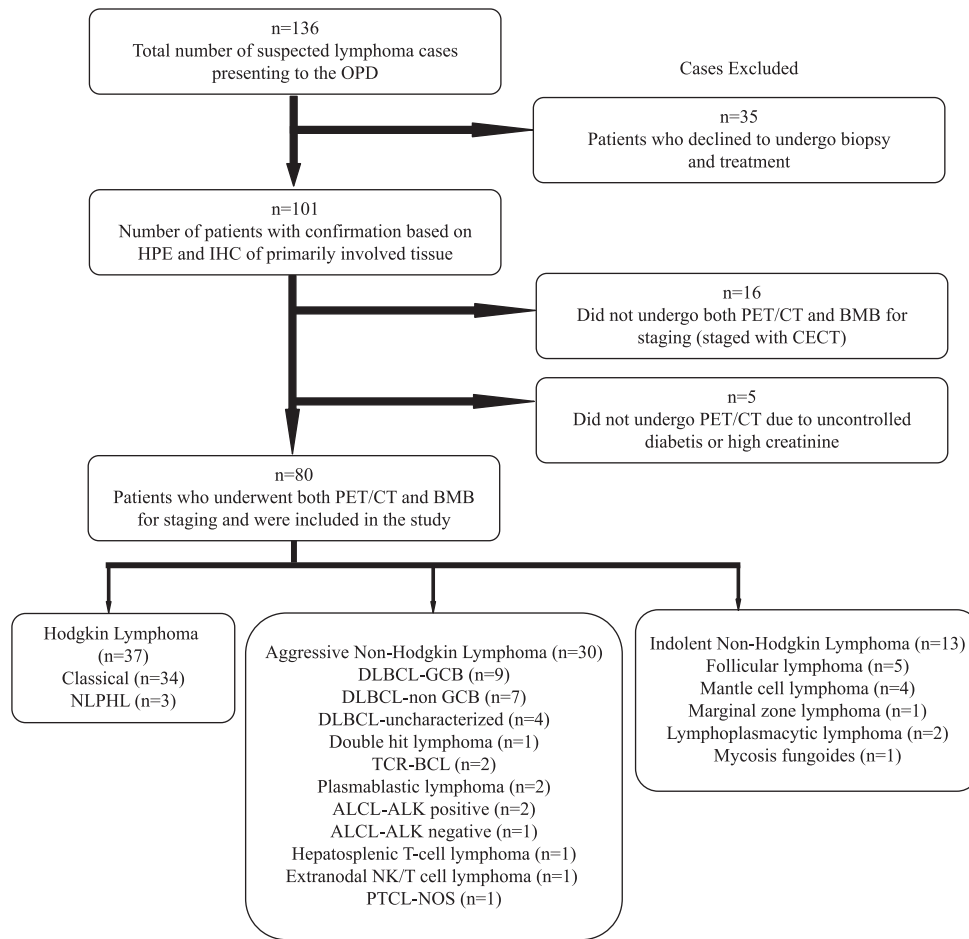 n=136
Total number of suspected lymphoma cases
presenting to the OPD
Cases Excluded
n=35
Patients who declined to undergo biopsy
and treatment
n=101
Number of patients with confirmation based on
HPE and IHC of primarily involved tissue
n=16
Did not undergo both PET/CT and BMB for
staging (staged with CECT)
n=5
Did not undergo PET/CT due to uncontrolled
diabetis or high creatinine
n=80
Patients who underwent both PET/CT and BMB
for staging and were included in the study
Hodgkin Lymphoma
(n=37)
Classical (n=34)
NLPHL (n=3)
Aggressive Non-Hodgkin Lymphoma (n=30)
DLBCL-GCB (n=9)
DLBCL-non GCB (n=7)
DLBCL-uncharacterized (n=4)
Double hit lymphoma (n=1)
TCR-BCL (n=2)
Plasmablastic lymphoma (n=2)
ALCL-ALK positive (n=2)
ALCL-ALK negative (n=1)
Hepatosplenic T-cell lymphoma (n=1)
Extranodal NK/T cell lymphoma (n=1)
PTCL-NOS (n=1)
Indolent Non-Hodgkin Lymphoma (n=13)
Follicular lymphoma (n=5)
Mantle cell lymphoma (n=4)
Marginal zone lymphoma (n=1)
Lymphoplasmacytic lymphoma (n=2)
Mycosis fungoides (n=1)